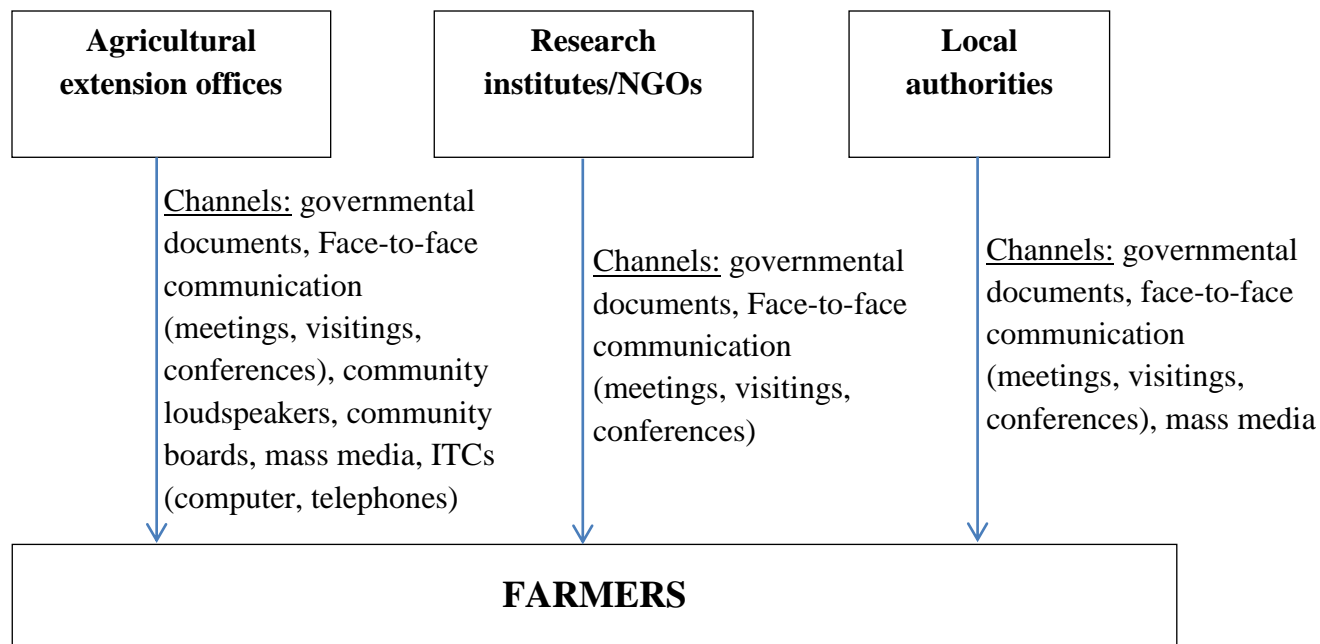 Agricultural
extension offices
Research
institutes/NGOs
Local
authorities
Channels: governmental
documents, Face-to-face
communication
(meetings, visitings,
conferences), community
loudspeakers, community
boards, mass media, ITCs
(computer, telephones)
Channels: governmental
documents, Face-to-face
communication
(meetings, visitings,
conferences)
Channels: governmental
documents, face-to-face
communication
(meetings, visitings,
conferences), mass media
FARMERS